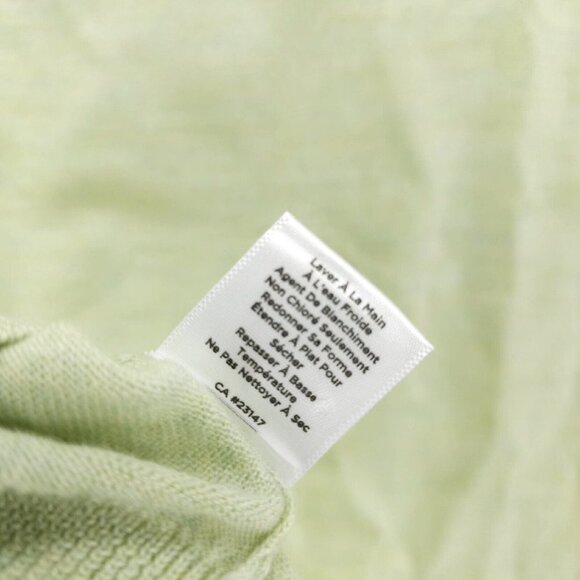 Laver À La Main
À L'eau Froide
Agent De Blanchiment
Non Chloré Seulement
Redonner Sa Forme
Étendre À Plat Pour
Sécher
Repasser À Basse
Température
Ne Pas Nettoyer À Sec
CA #23147